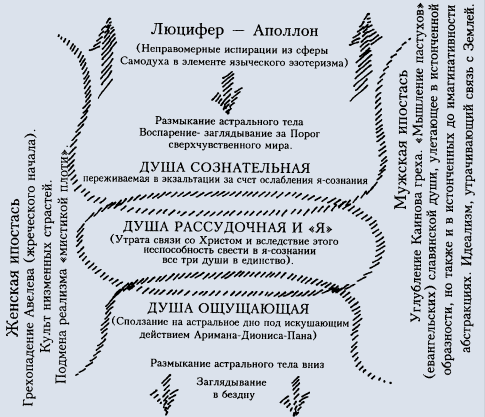 Люцифер — Аполлон
(Неправомерные испирации из сферы
Самодуха в элементе языческого эзотеризма)
Размыкание астрального тела
Воспарение- заглядывание за Порог
сверхчувственного мира.
ДУША СОЗНАТЕЛЬНАЯ
переживаемая в экзальтации за счет ослабления я-сознания
ДУША РАССУДОЧНАЯ И «Я»
(Утрата связи со Христом и вследствие этого
неспособность свести в я-сознании
все три души в единство).
ДУША ОЩУЩАЮЩАЯ
(Сползание на астральное дно под искушающим
действием Аримана-Диониса-Пана)
Размыкание астрального тела вниз
Заглядывание
в бездну
Женская ипостась
Грехопадение Авелева (жреческого начала).
Культ низменных страстей.
Подмена реализма «мистикой плоти».
Мужская ипостась
Углубление Каинова греха. «Мышление пастухов»
(евангельских) славянской души, улетающее в истонченной
образности, но также и в истонченных до имагинативности
абстракциях. Идеализм, утрачивающий связь с Землей.